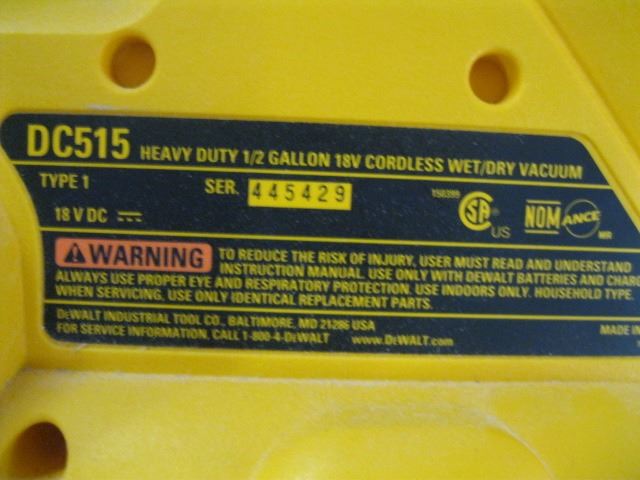 DC515 HEAVY DUTY 1/2 GALLON 18V CORDLESS WET/DRY VACUUM
TYPE 1 SER. 445429
18 V DC
150399 SA US NOM ANCE MR
WARNING TO REDUCE THE RISK OF INJURY, USER MUST READ AND UNDERSTAND
INSTRUCTION MANUAL. USE ONLY WITH DEWALT BATTERIES AND
ALWAYS USE PROPER EYE AND RESPIRATORY PROTECTION. USE INDOORS ONLY. HOUSEHOLD TYPE.
WHEN SERVICING, USE ONLY IDENTICAL REPLACEMENT PARTS.
DEWALT INDUSTRIAL TOOL CO., BALTIMORE, MD 21286 USA
FOR SERVICE INFORMATION, CALL 1-800-4-DEWALT www.DEWALT.com
MADE